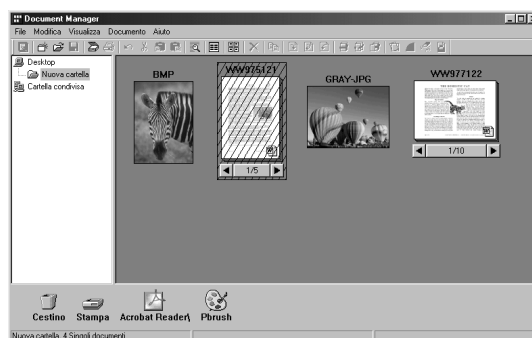 Document Manager
File Modifica Visualizza Documento Aiuto
Desktop
Nuova cartella
Cartella condivisa
BMP
WW975121
1/5
GRAY-JPG
WW977122
1/10
Cestino Stampa Acrobat Reader\ Pbrush
Nuova cartella, 4 Singoli documenti